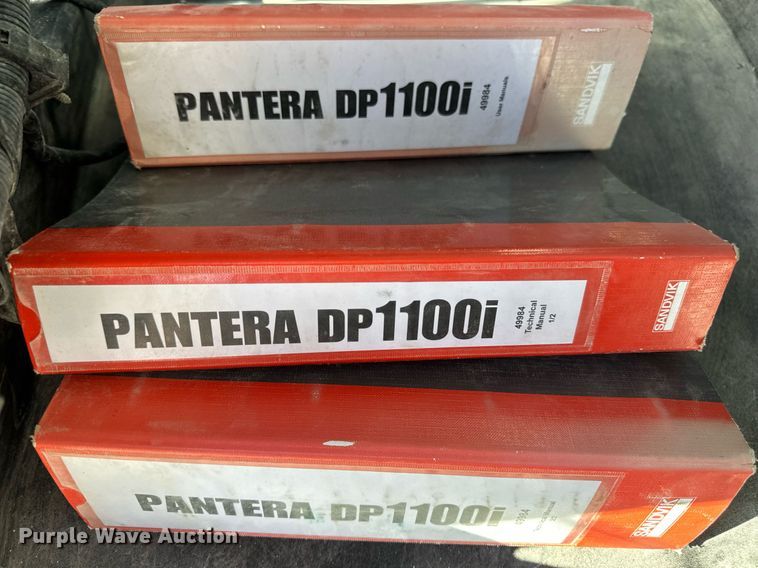 PANTERA DP1100i
49984
User Manuals
SANDVIK
PANTERA DP1100i
49984
Technical
Manual
1/2
SANDVIK
PANTERA DP1100i
49984
SANDVIK
Purple Wave Auction